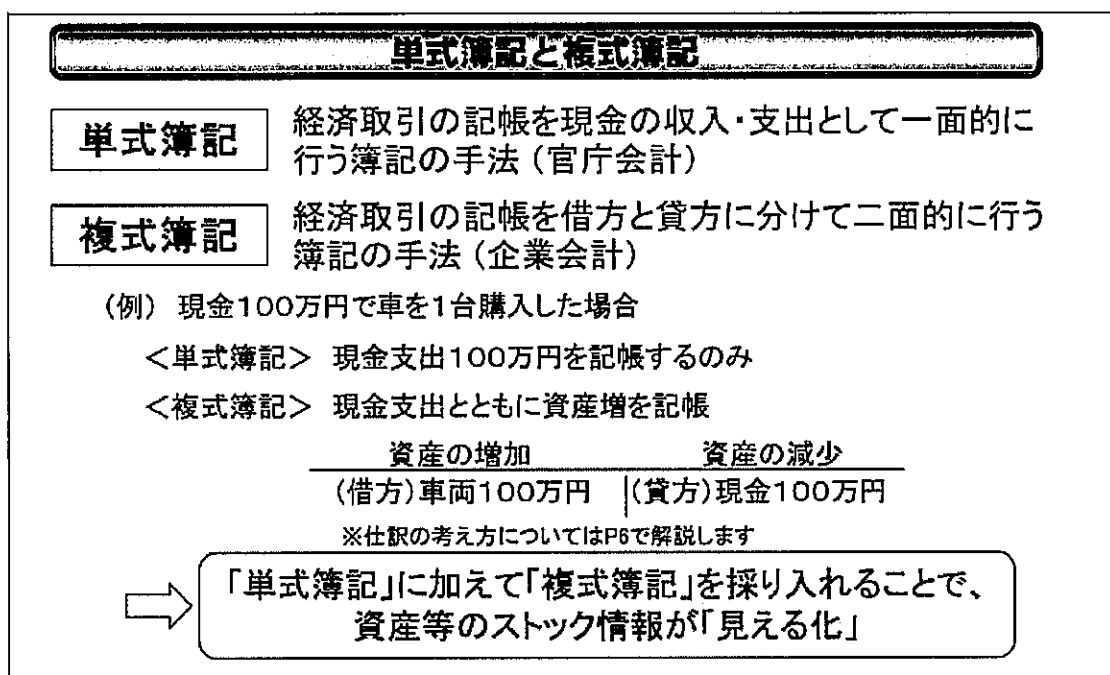 単式簿記と複式簿記
単式簿記
経済取引の記帳を現金の収入・支出として一面的に
行う簿記の手法（官庁会計）
複式簿記
経済取引の記帳を借方と貸方に分けて二面的に行う
簿記の手法（企業会計）
（例） 現金100万円で車を1台購入した場合
＜単式簿記＞ 現金支出100万円を記帳するのみ
＜複式簿記＞ 現金支出とともに資産増を記帳
資産の増加 資産の減少
（借方）車両100万円 （貸方）現金100万円
※仕訳の考え方についてはP6で解説します
「単式簿記」に加えて「複式簿記」を採り入れることで、
資産等のストック情報が「見える化」